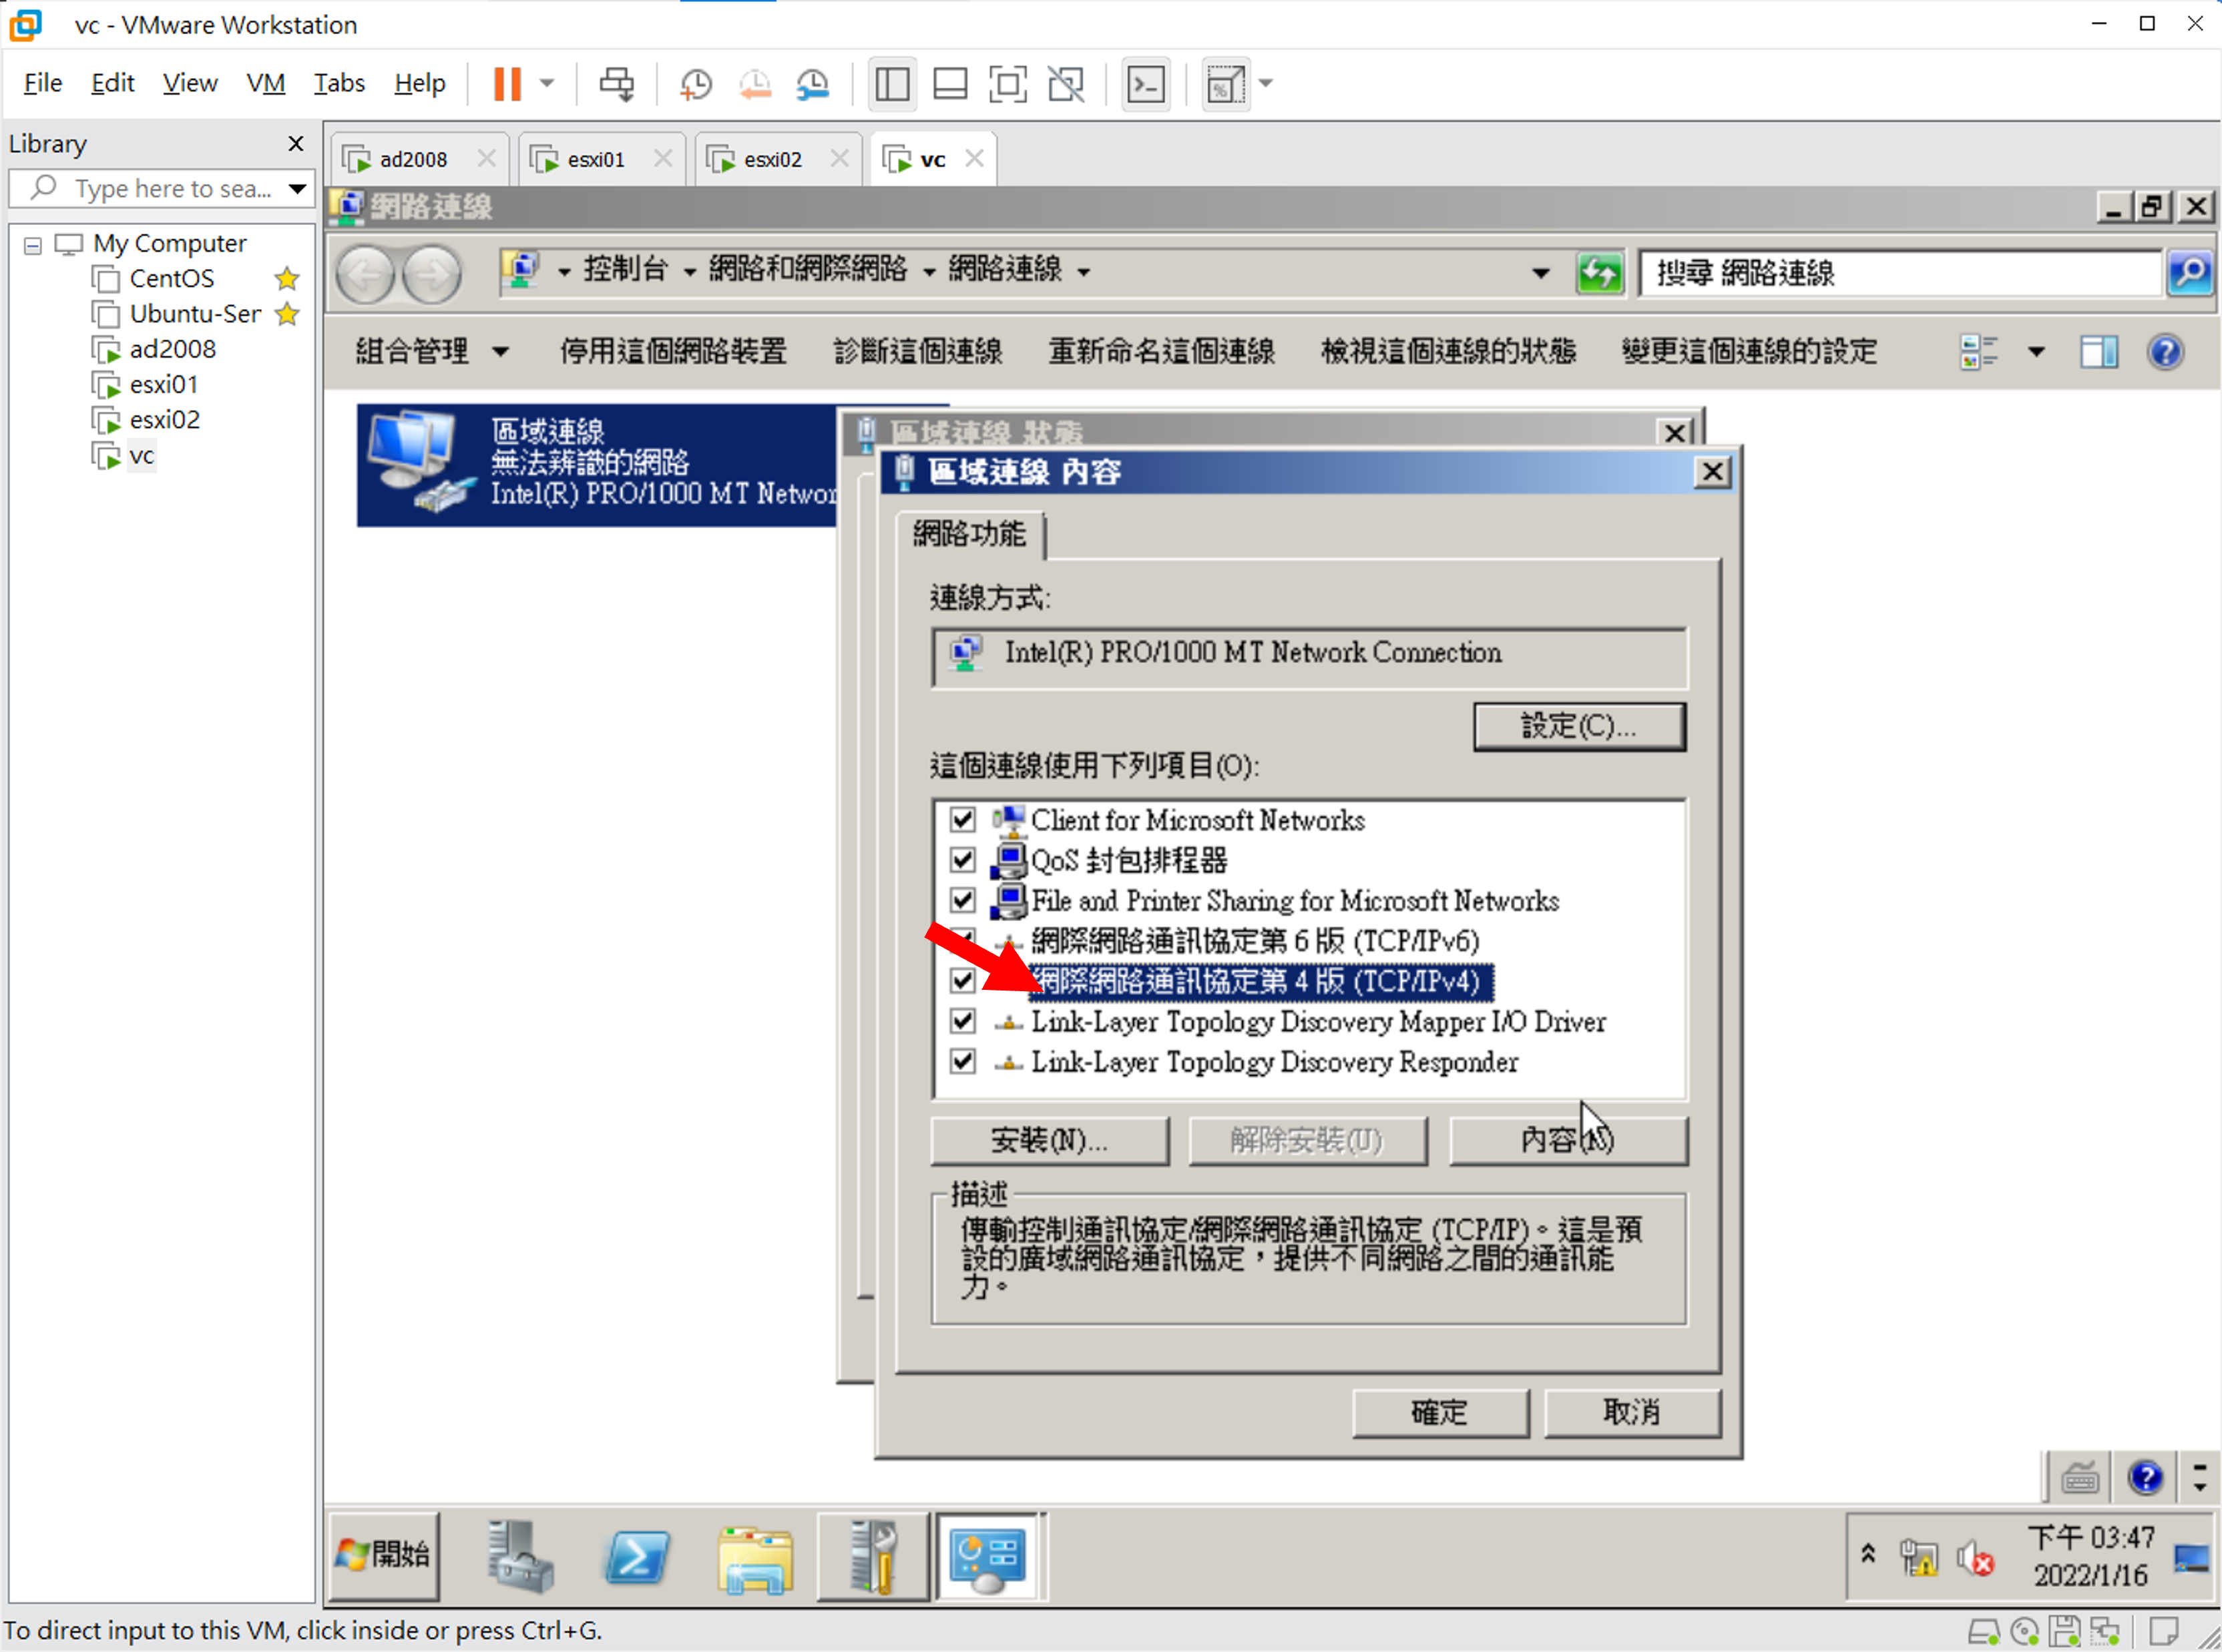 vc - VMware Workstation
File Edit View VM Tabs Help
Library
Type here to sea...
My Computer
CentOS
Ubuntu-Ser
ad2008
esxi01
esxi02
vc
ad2008 esxi01 esxi02 vc
網路連線
控制台 網路和網際網路 網路連線
搜尋 網路連線
組合管理 停用這個網路裝置 診斷這個連線 重新命名這個連線 檢視這個連線的狀態 變更這個連線的設定
區域連線
無法辨識的網路
Intel(R) PRO/1000 MT Networ
區域連線 狀態
區域連線 內容
網路功能
連線方式:
Intel(R) PRO/1000 MT Network Connection
設定(C)...
這個連線使用下列項目(O):
Client for Microsoft Networks
QoS 封包排程器
File and Printer Sharing for Microsoft Networks
網際網路通訊協定第 6 版 (TCP/IPv6)
網際網路通訊協定第 4 版 (TCP/IPv4)
Link-Layer Topology Discovery Mapper I/O Driver
Link-Layer Topology Discovery Responder
安裝(N)... 解除安裝(U) 內容
描述
傳輸控制通訊協定/網際網路通訊協定 (TCP/IP)。這是預
設的廣域網路通訊協定，提供不同網路之間的通訊能
力。
確定 取消
開始
下午 03:47
2022/1/16
To direct input to this VM, click inside or press Ctrl+G.